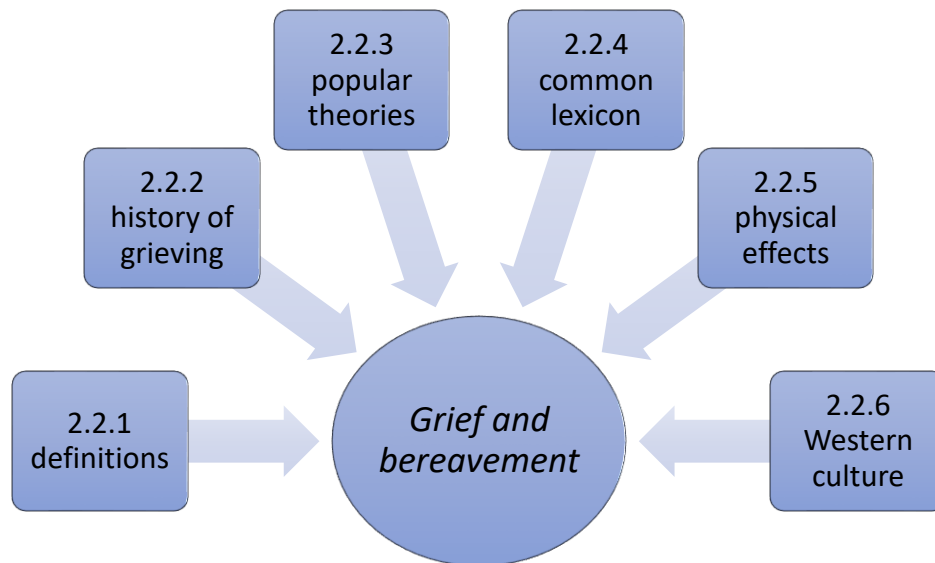 2.2.1
definitions
2.2.2
history of
grieving
2.2.3
popular
theories
2.2.4
common
lexicon
2.2.5
physical
effects
2.2.6
Western
culture
Grief and
bereavement